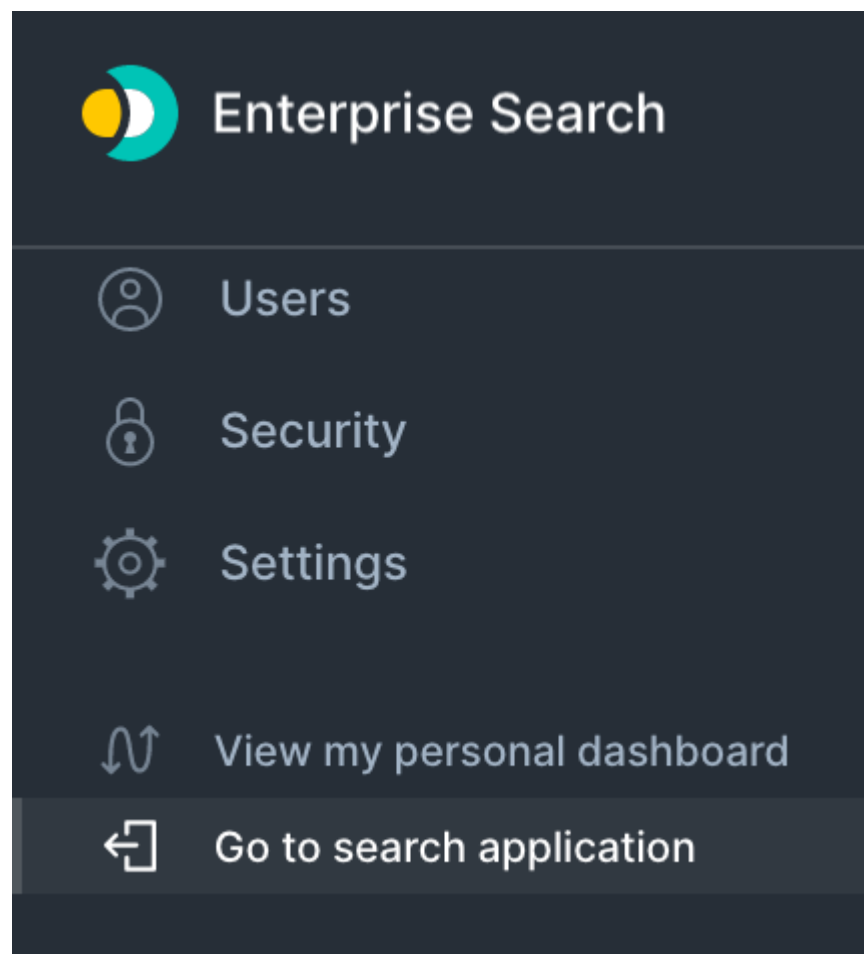 Enterprise Search
Users
Security
Settings
View my personal dashboard
Go to search application